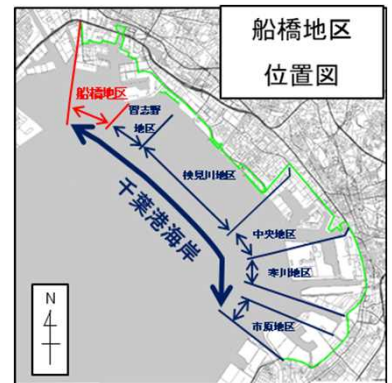 船橋地区
位置図
船橋地区
習志野
地区
検見川地区
千葉港海岸
中央地区
寒川地区
市原地区
N